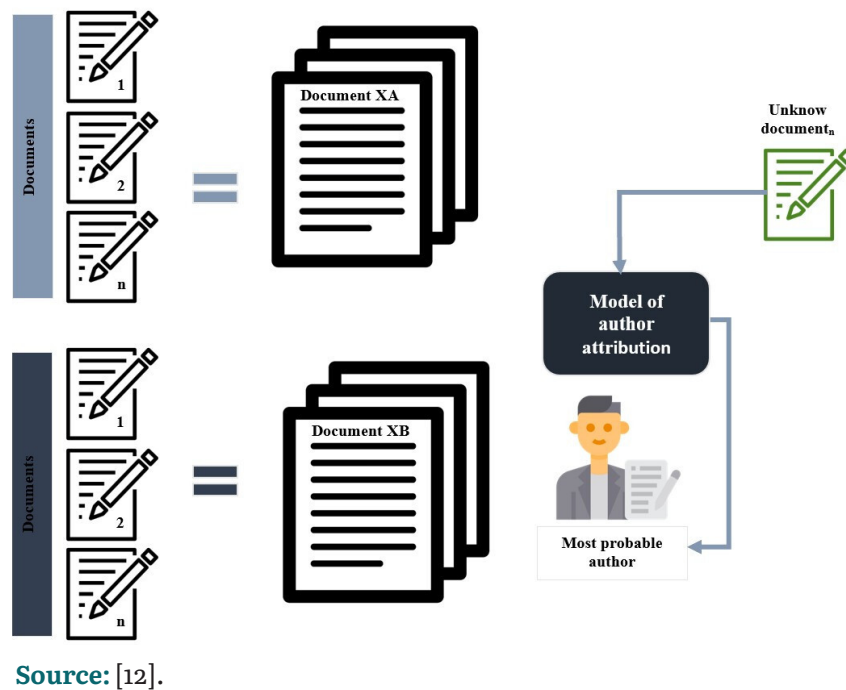 Documents
1
2
n
Document XA
Documents
1
2
n
Document XB
Unknow
document n
Model of
author
attribution
Most probable
author
Source: [12].